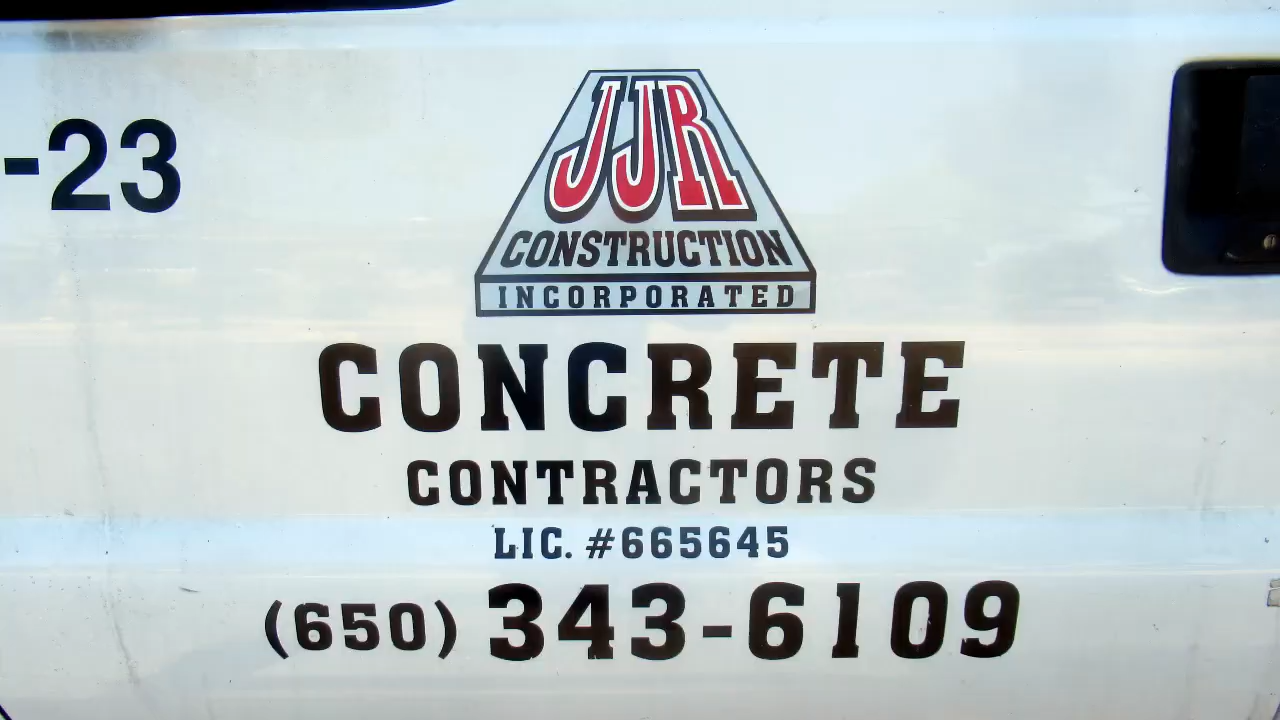 -23
JJR
CONSTRUCTION
INCORPORATED
CONCRETE
CONTRACTORS
LIC. #665645
(650) 343-6109